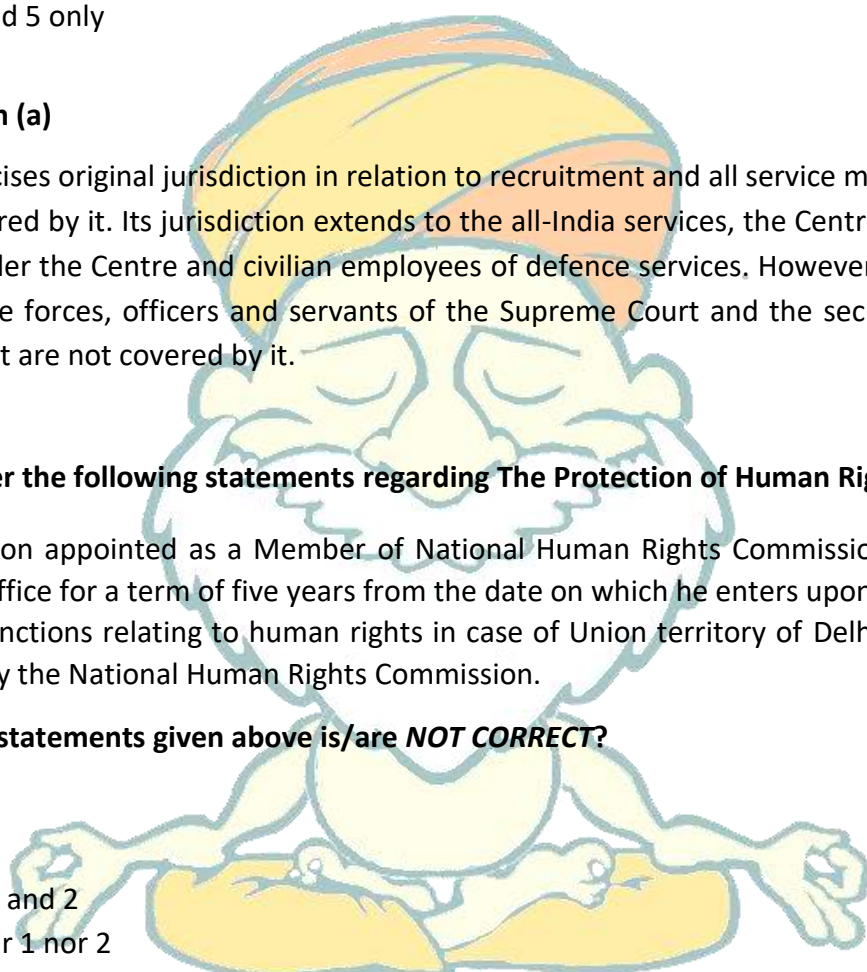 d 5 only
n (a)
cises original jurisdiction in relation to recruitment and all service m
red by it. Its jurisdiction extends to the all-India services, the Centr
der the Centre and civilian employees of defence services. However
e forces, officers and servants of the Supreme Court and the sec
t are not covered by it.
er the following statements regarding The Protection of Human Rig
on appointed as a Member of National Human Rights Commissio
ffice for a term of five years from the date on which he enters upon
nctions relating to human rights in case of Union territory of Delh
y the National Human Rights Commission.
statements given above is/are NOT CORRECT?
and 2
r 1 nor 2